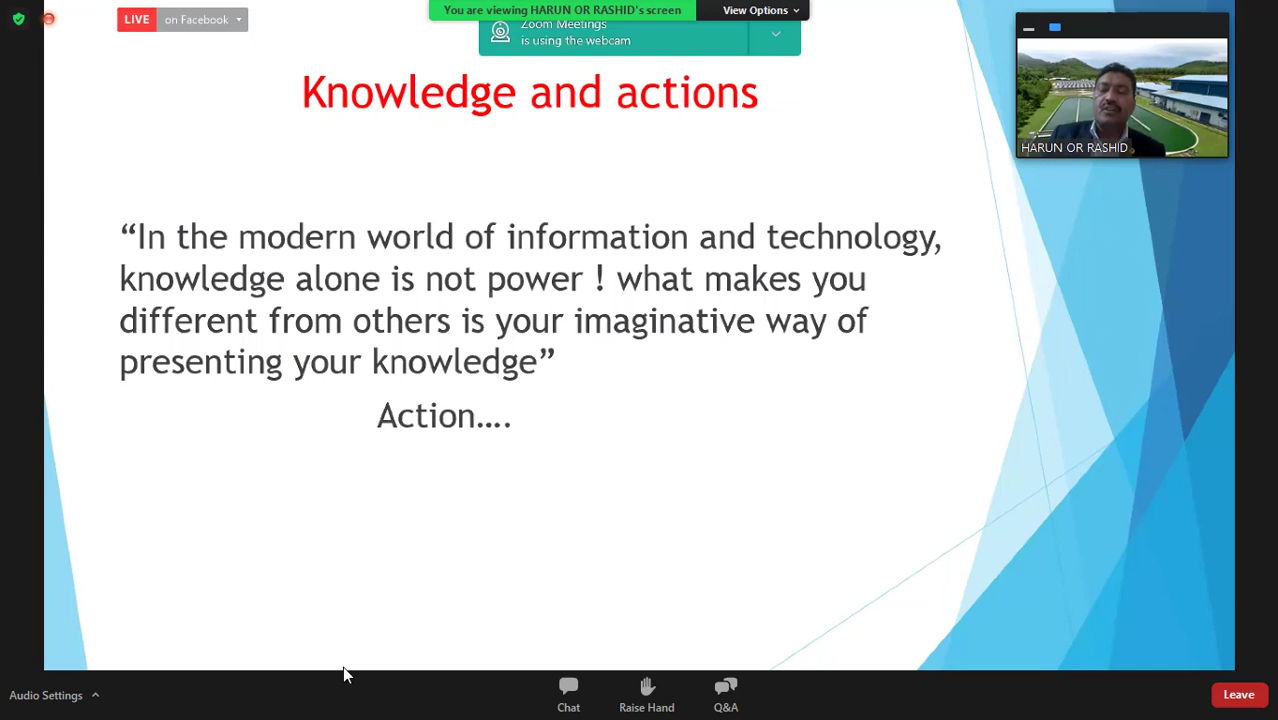 LIVE on Facebook
You are viewing HARUN OR RASHID's screen
View Options
Zoom Meetings
is using the webcam
Knowledge and actions
HARUN OR RASHID
“In the modern world of information and technology,
knowledge alone is not power ! what makes you
different from others is your imaginative way of
presenting your knowledge”
Action….
Audio Settings
Chat
Raise Hand
Q&A
Leave